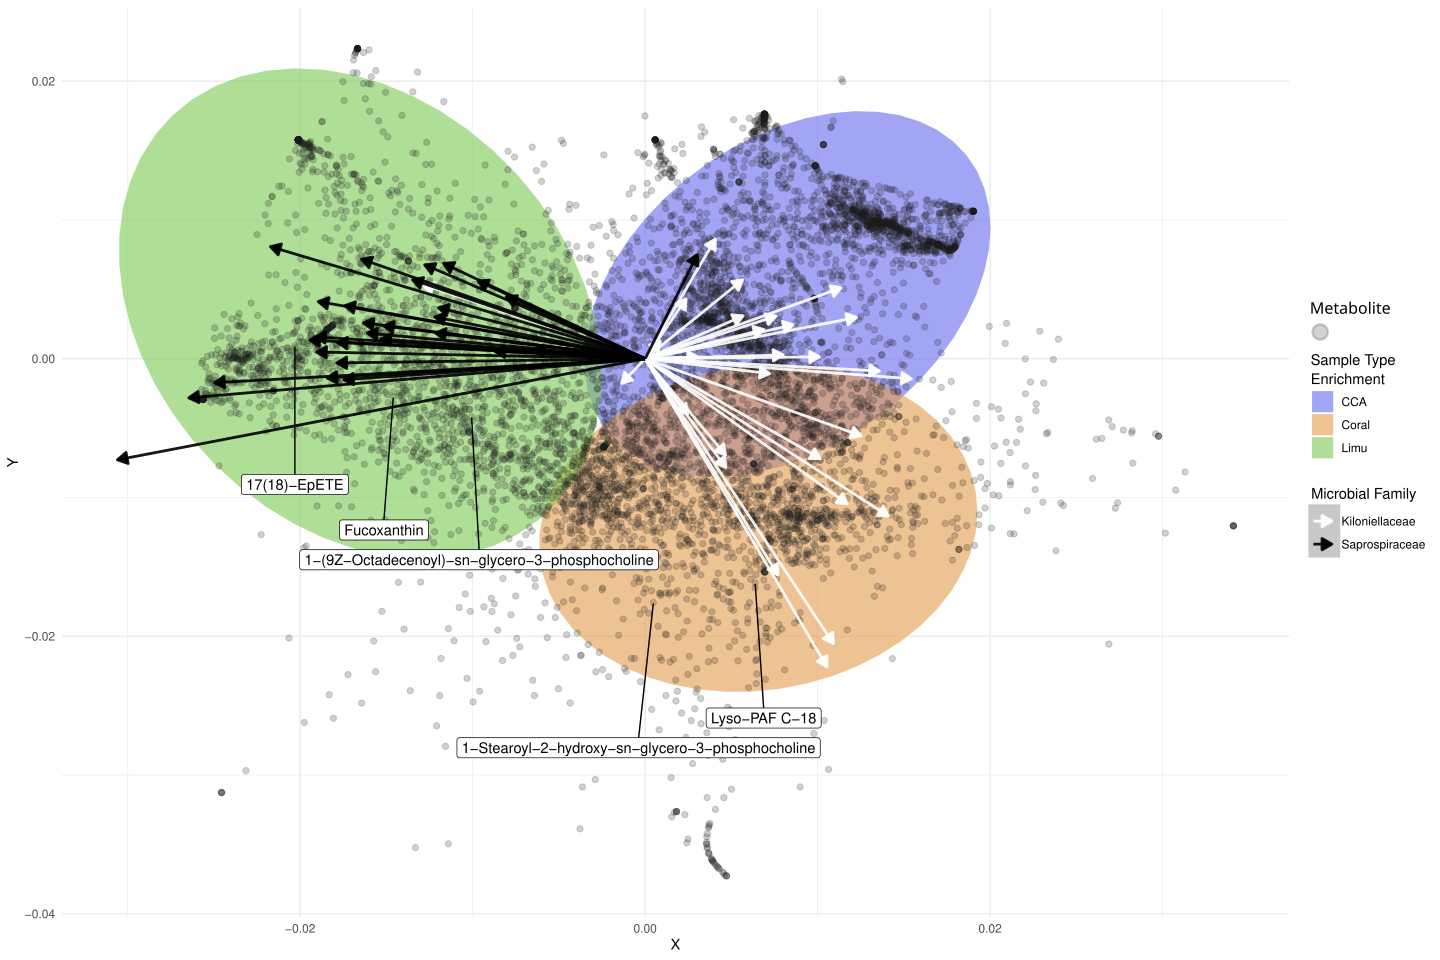 0.02
0.00
−0.02
−0.04
Y
−0.02
0.00
0.02
X
17(18)−EpETE
Fucoxanthin
1−(9Z−Octadecenoyl)−sn−glycero−3−phosphocholine
Lyso−PAF C−18
1−Stearoyl−2−hydroxy−sn−glycero−3−phosphocholine
Metabolite
Sample Type
Enrichment
CCA
Coral
Limu
Microbial Family
Kiloniellaceae
Saprospiraceae